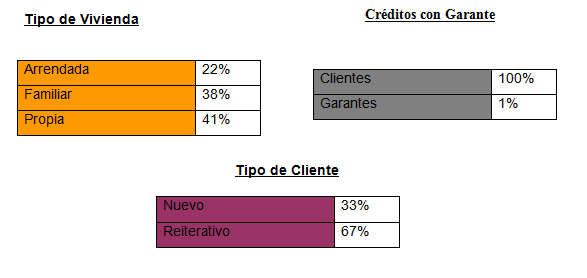 Tipo de Vivienda
Créditos con Garante
Arrendada 22%
Familiar 38%
Propia 41%
Clientes 100%
Garantes 1%
Tipo de Cliente
Nuevo 33%
Reiterativo 67%